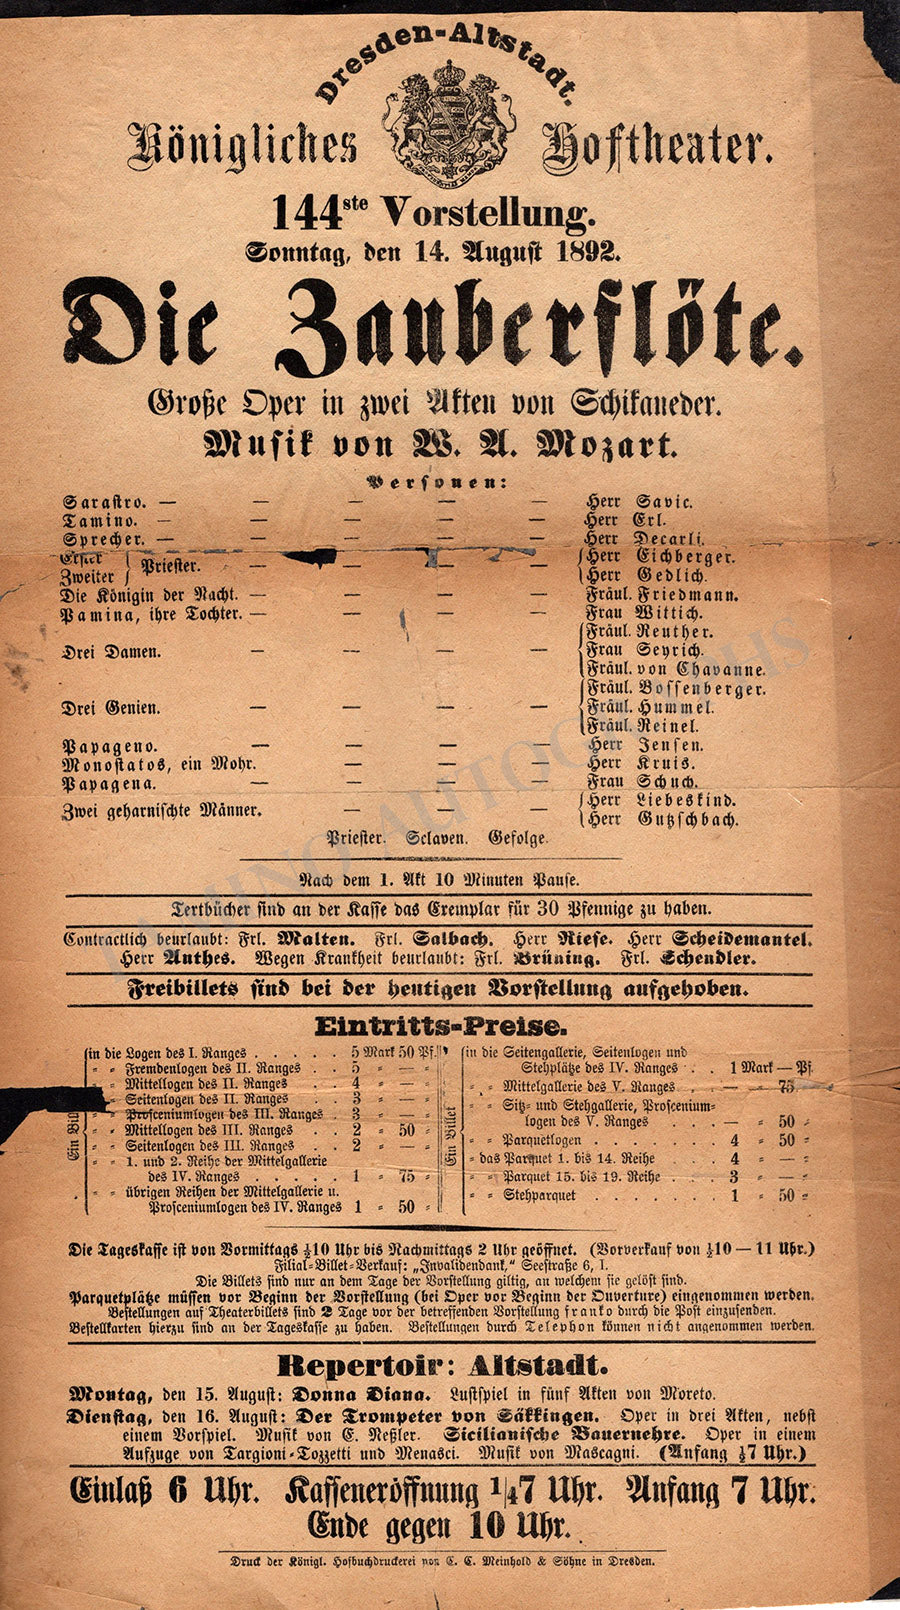 Dresden-Altstadt.
Königliches Hoftheater.
144ste Vorstellung.
Sonntag, den 14. August 1892.
Die Zauberflöte.
Große Oper in zwei Akten von Schikaneder.
Musik von W. A. Mozart.
Personen:
Sarastro. — — — — — Herr Savic.
Tamino. — — — — — Herr Erl.
Sprecher. — — — — — Herr Decarli.
Erster } Priester. — — — — { Herr Eichberger.
Zweiter } { Herr Gedlich.
Die Königin der Nacht. — — — — Fräul. Friedmann.
Pamina, ihre Tochter. — — — — Frau Wittich.
{ Fräul. Reuther.
Drei Damen. — — — — { Frau Seyrich.
{ Fräul. von Chavanne.
{ Fräul. Bossenberger.
Drei Genien. — — — — { Fräul. Hummel.
{ Fräul. Reinel.
Papageno. — — — — Herr Jensen.
Monostatos, ein Mohr. — — — Herr Kruis.
Papagena. — — — — Frau Schuch.
Zwei geharnischte Männer. — — — { Herr Liebeskind.
{ Herr Gutzschbach.
Priester. Sclaven. Gefolge.
Nach dem 1. Akt 10 Minuten Pause.
Textbücher sind an der Kasse das Exemplar für 30 Pfennige zu haben.
Contractlich beurlaubt: Frl. Malten. Frl. Salbach. Herr Riese. Herr Scheidemantel.
Herr Anthes. Wegen Krankheit beurlaubt: Frl. Brüning. Frl. Schendler.
Freibillets sind bei der heutigen Vorstellung aufgehoben.
Eintritts-Preise.
Ein Bill
in die Logen des I. Ranges . . . . . 5 Mark 50 Pf.
= = Fremdenlogen des II. Ranges . . 5 = — =
= = Mittellogen des II. Ranges . . . 4 = — =
= = Seitenlogen des II. Ranges . . . 3 = — =
= = Prosceniumlogen des III. Ranges . 3 = — =
= = Mittellogen des III. Ranges . . 2 = 50 =
= = Seitenlogen des III. Ranges . . 2 = — =
= = 1. und 2. Reihe der Mittelgallerie
des IV. Ranges . . . . . 1 = 75 =
= = übrigen Reihen der Mittelgallerie u.
Prosceniumlogen des IV. Ranges 1 = 50 =
Ein Billet
in die Seitengallerie, Seitenlogen und
Stehplätze des IV. Ranges . . 1 Mark — Pf.
= = Mittelgallerie des V. Ranges . . . — = 75 =
= = Sitz- und Stehgallerie, Proscenium-
logen des V. Ranges . . . . — = 50 =
= = Parquetlogen . . . . . . . 4 = 50 =
= das Parquet 1. bis 14. Reihe . . . 4 = — =
= = Parquet 15. bis 19. Reihe . . . 3 = — =
= = Stehparquet . . . . . . . 1 = 50 =
Die Tageskasse ist von Vormittags ½10 Uhr bis Nachmittags 2 Uhr geöffnet. (Vorverkauf von ½10 — 11 Uhr.)
Filial-Billet-Verkauf: „Invalidendank," Seestraße 6, I.
Die Billets sind nur an dem Tage der Vorstellung giltig, an welchem sie gelöst sind.
Parquetplätze müssen vor Beginn der Vorstellung (bei Oper vor Beginn der Ouverture) eingenommen werden.
Bestellungen auf Theaterbillets sind 2 Tage vor der betreffenden Vorstellung franko durch die Post einzusenden.
Bestellkarten hierzu sind an der Tageskasse zu haben. Bestellungen durch Telephon können nicht angenommen werden.
Repertoir: Altstadt.
Montag, den 15. August: Donna Diana. Lustspiel in fünf Akten von Moreto.
Dienstag, den 16. August: Der Trompeter von Säkkingen. Oper in drei Akten, nebst
einem Vorspiel. Musik von E. Neßler. Sicilianische Bauernehre. Oper in einem
Aufzuge von Targioni-Tozzetti und Menasci. Musik von Mascagni. (Anfang ½7 Uhr.)
Einlaß 6 Uhr. Kasseneröffnung 1/47 Uhr. Anfang 7 Uhr.
Ende gegen 10 Uhr.
Druck der Königl. Hofbuchdruckerei von C. C. Meinhold & Söhne in Dresden.